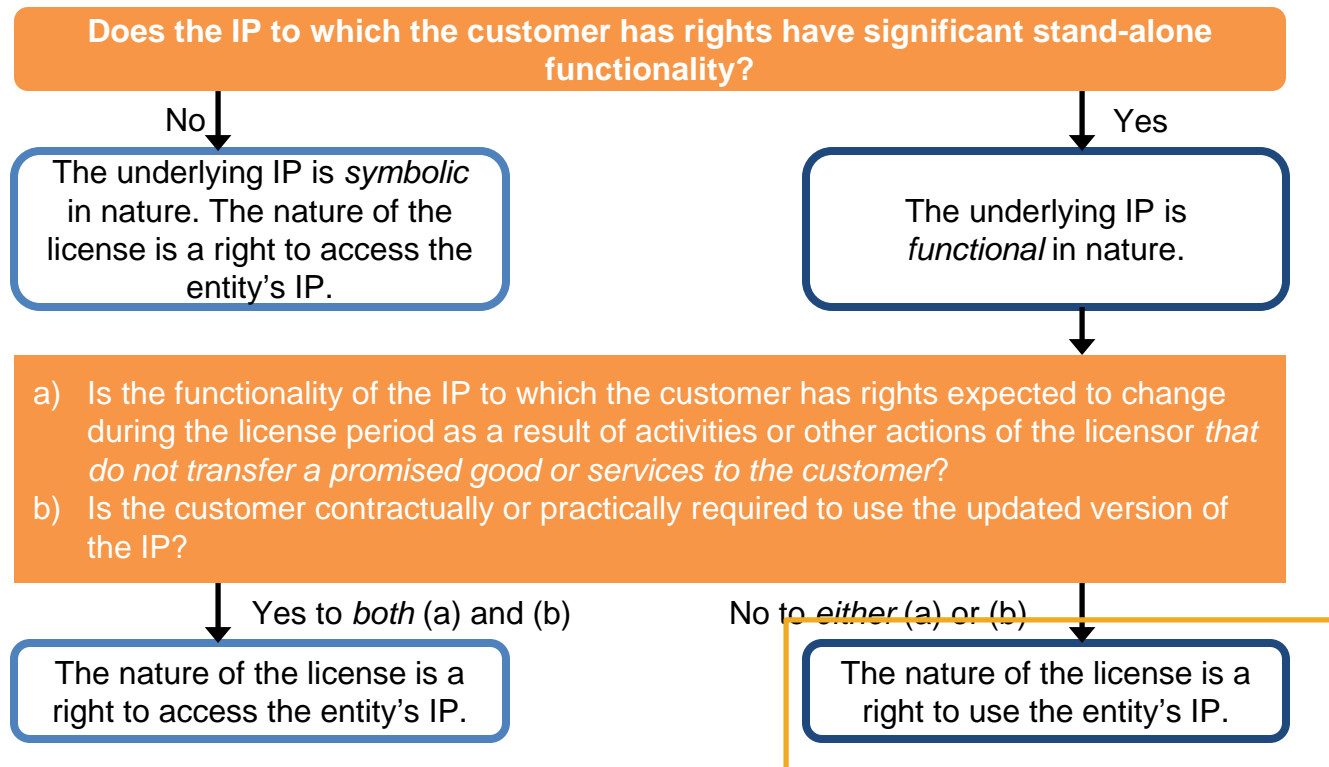 Does the IP to which the customer has rights have significant stand-alone
functionality?
No
Yes
The underlying IP is symbolic
in nature. The nature of the
license is a right to access the
entity’s IP.
The underlying IP is
functional in nature.
a) Is the functionality of the IP to which the customer has rights expected to change
during the license period as a result of activities or other actions of the licensor that
do not transfer a promised good or services to the customer?
b) Is the customer contractually or practically required to use the updated version of
the IP?
Yes to both (a) and (b)
No to either (a) or (b)
The nature of the license is a
right to access the entity’s IP.
The nature of the license is a
right to use the entity’s IP.